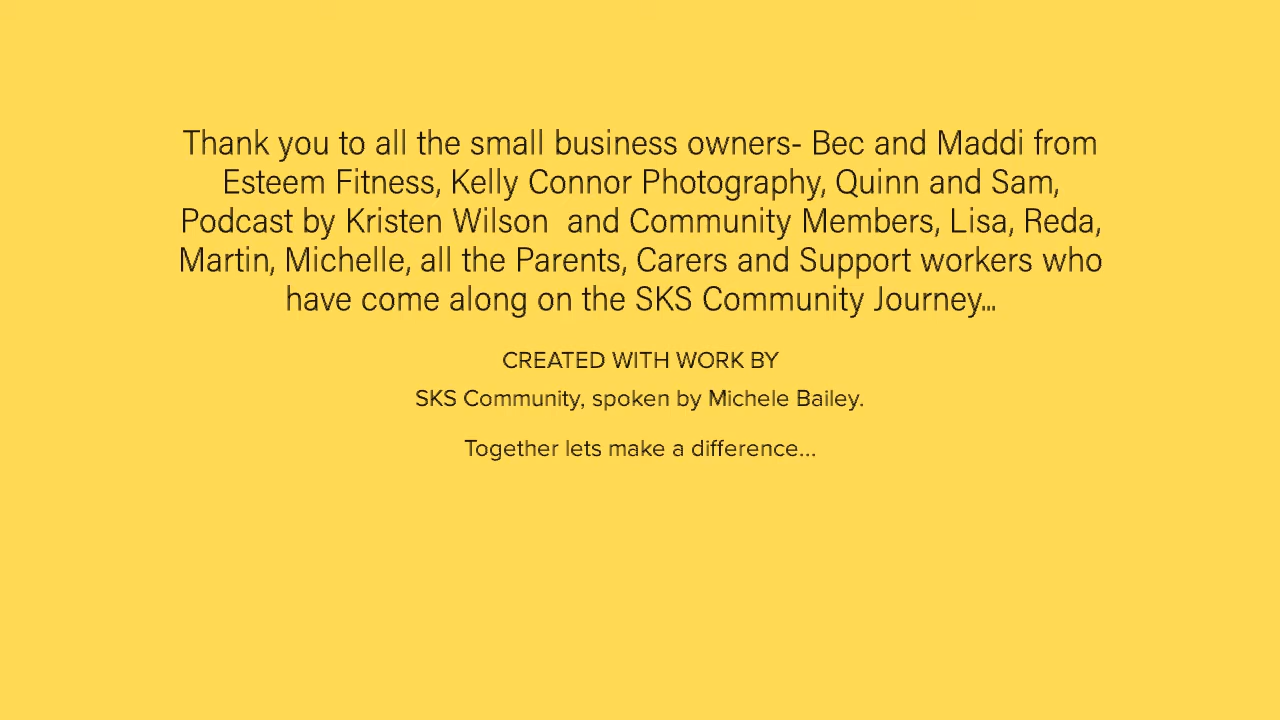 Thank you to all the small business owners- Bec and Maddi from
Esteem Fitness, Kelly Connor Photography, Quinn and Sam,
Podcast by Kristen Wilson  and Community Members, Lisa, Reda,
Martin, Michelle, all the Parents, Carers and Support workers who
have come along on the SKS Community Journey...
CREATED WITH WORK BY
SKS Community, spoken by Michele Bailey.
Together lets make a difference...